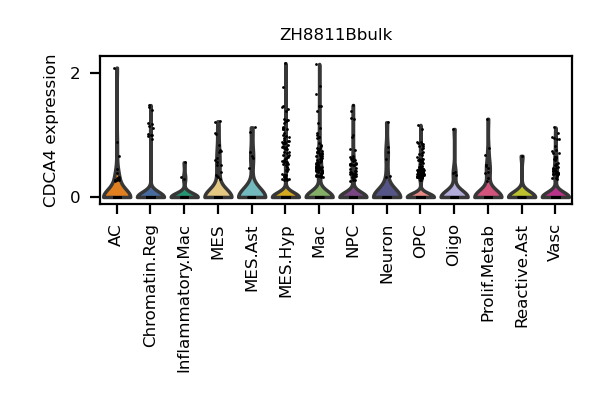 ZH8811Bbulk
CDCA4 expression
2
0
AC
Chromatin.Reg
Inflammatory.Mac
MES
MES.Ast
MES.Hyp
Mac
NPC
Neuron
OPC
Oligo
Prolif.Metab
Reactive.Ast
Vasc